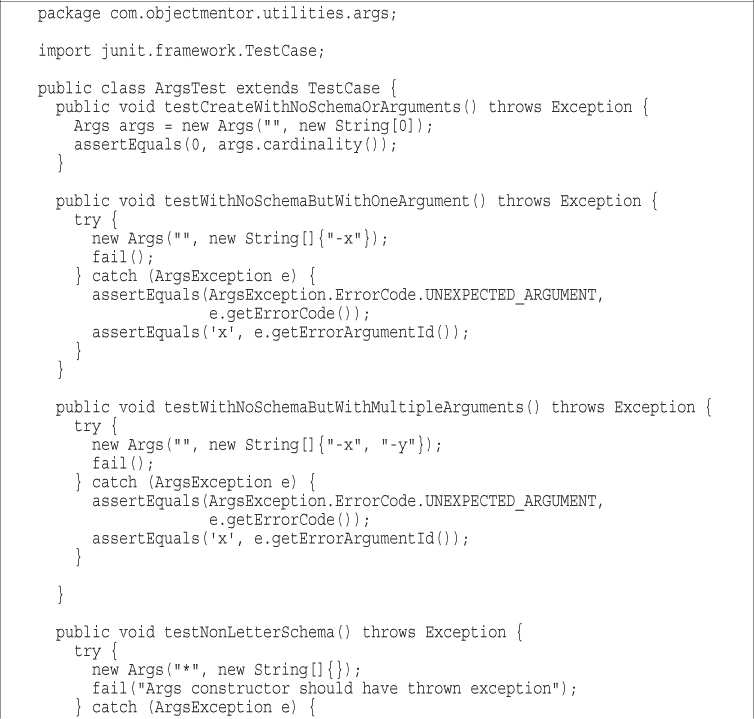 package com.objectmentor.utilities.args;

import junit.framework.TestCase;

public class ArgsTest extends TestCase {
  public void testCreateWithNoSchemaOrArguments() throws Exception {
    Args args = new Args("", new String[0]);
    assertEquals(0, args.cardinality());
  }

  public void testWithNoSchemaButWithOneArgument() throws Exception {
    try {
      new Args("", new String[]{"-x"});
      fail();
    } catch (ArgsException e) {
      assertEquals(ArgsException.ErrorCode.UNEXPECTED_ARGUMENT,
                   e.getErrorCode());
      assertEquals('x', e.getErrorArgumentId());
    }
  }

  public void testWithNoSchemaButWithMultipleArguments() throws Exception {
    try {
      new Args("", new String[]{"-x", "-y"});
      fail();
    } catch (ArgsException e) {
      assertEquals(ArgsException.ErrorCode.UNEXPECTED_ARGUMENT,
                   e.getErrorCode());
      assertEquals('x', e.getErrorArgumentId());
    }

  }

  public void testNonLetterSchema() throws Exception {
    try {
      new Args("*", new String[]{});
      fail("Args constructor should have thrown exception");
    } catch (ArgsException e) {